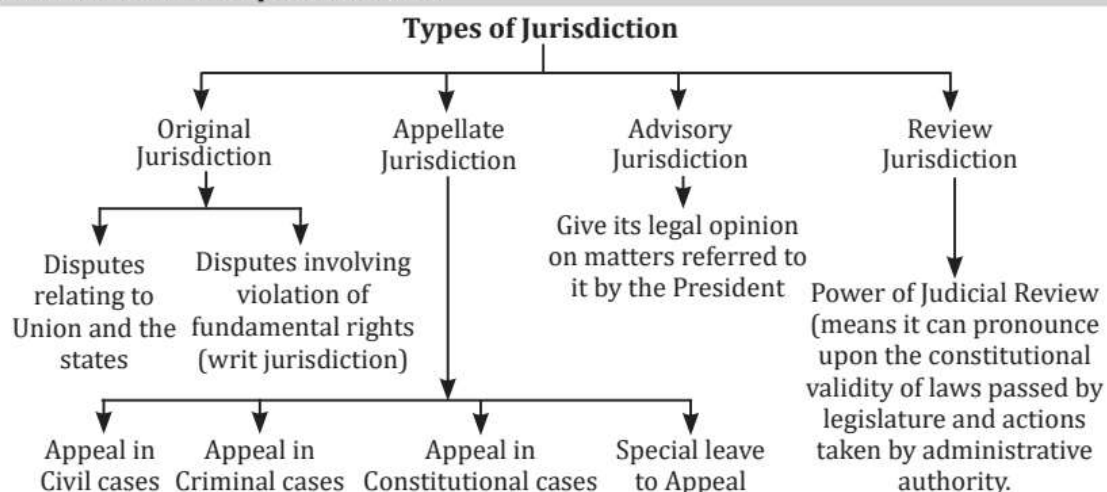 Types of Jurisdiction
Original
Jurisdiction
Appellate
Jurisdiction
Advisory
Jurisdiction
Review
Jurisdiction
Disputes
relating to
Union and the
states
Disputes involving
violation of
fundamental rights
(writ jurisdiction)
Give its legal opinion
on matters referred to
it by the President
Power of Judicial Review
(means it can pronounce
upon the constitutional
validity of laws passed by
legislature and actions
taken by administrative
authority.
Appeal in
Civil cases
Appeal in
Criminal cases
Appeal in
Constitutional cases
Special leave
to Appeal